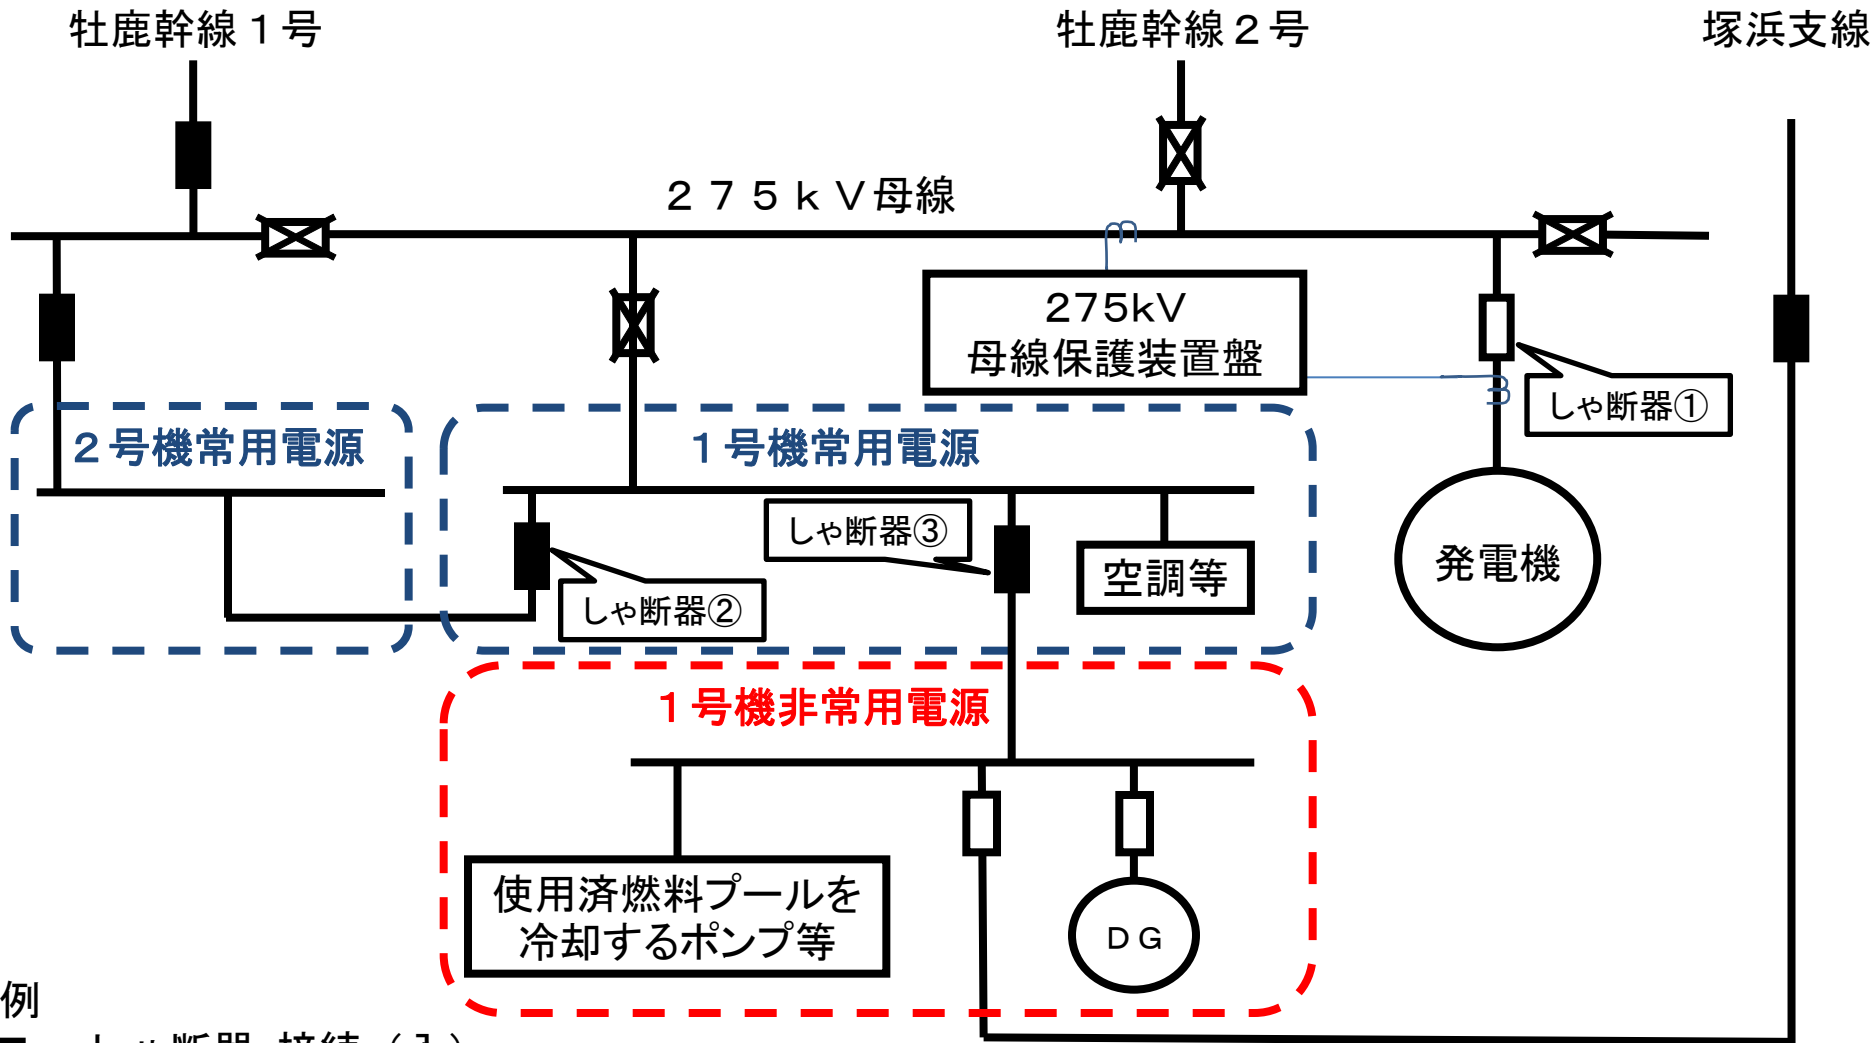 牡鹿幹線１号
牡鹿幹線２号
塚浜支線
２７５ｋＶ母線
275kV
母線保護装置盤
しゃ断器①
２号機常用電源
１号機常用電源
しゃ断器③
しゃ断器②
空調等
発電機
１号機非常用電源
使用済燃料プールを
冷却するポンプ等
ＤＧ
例